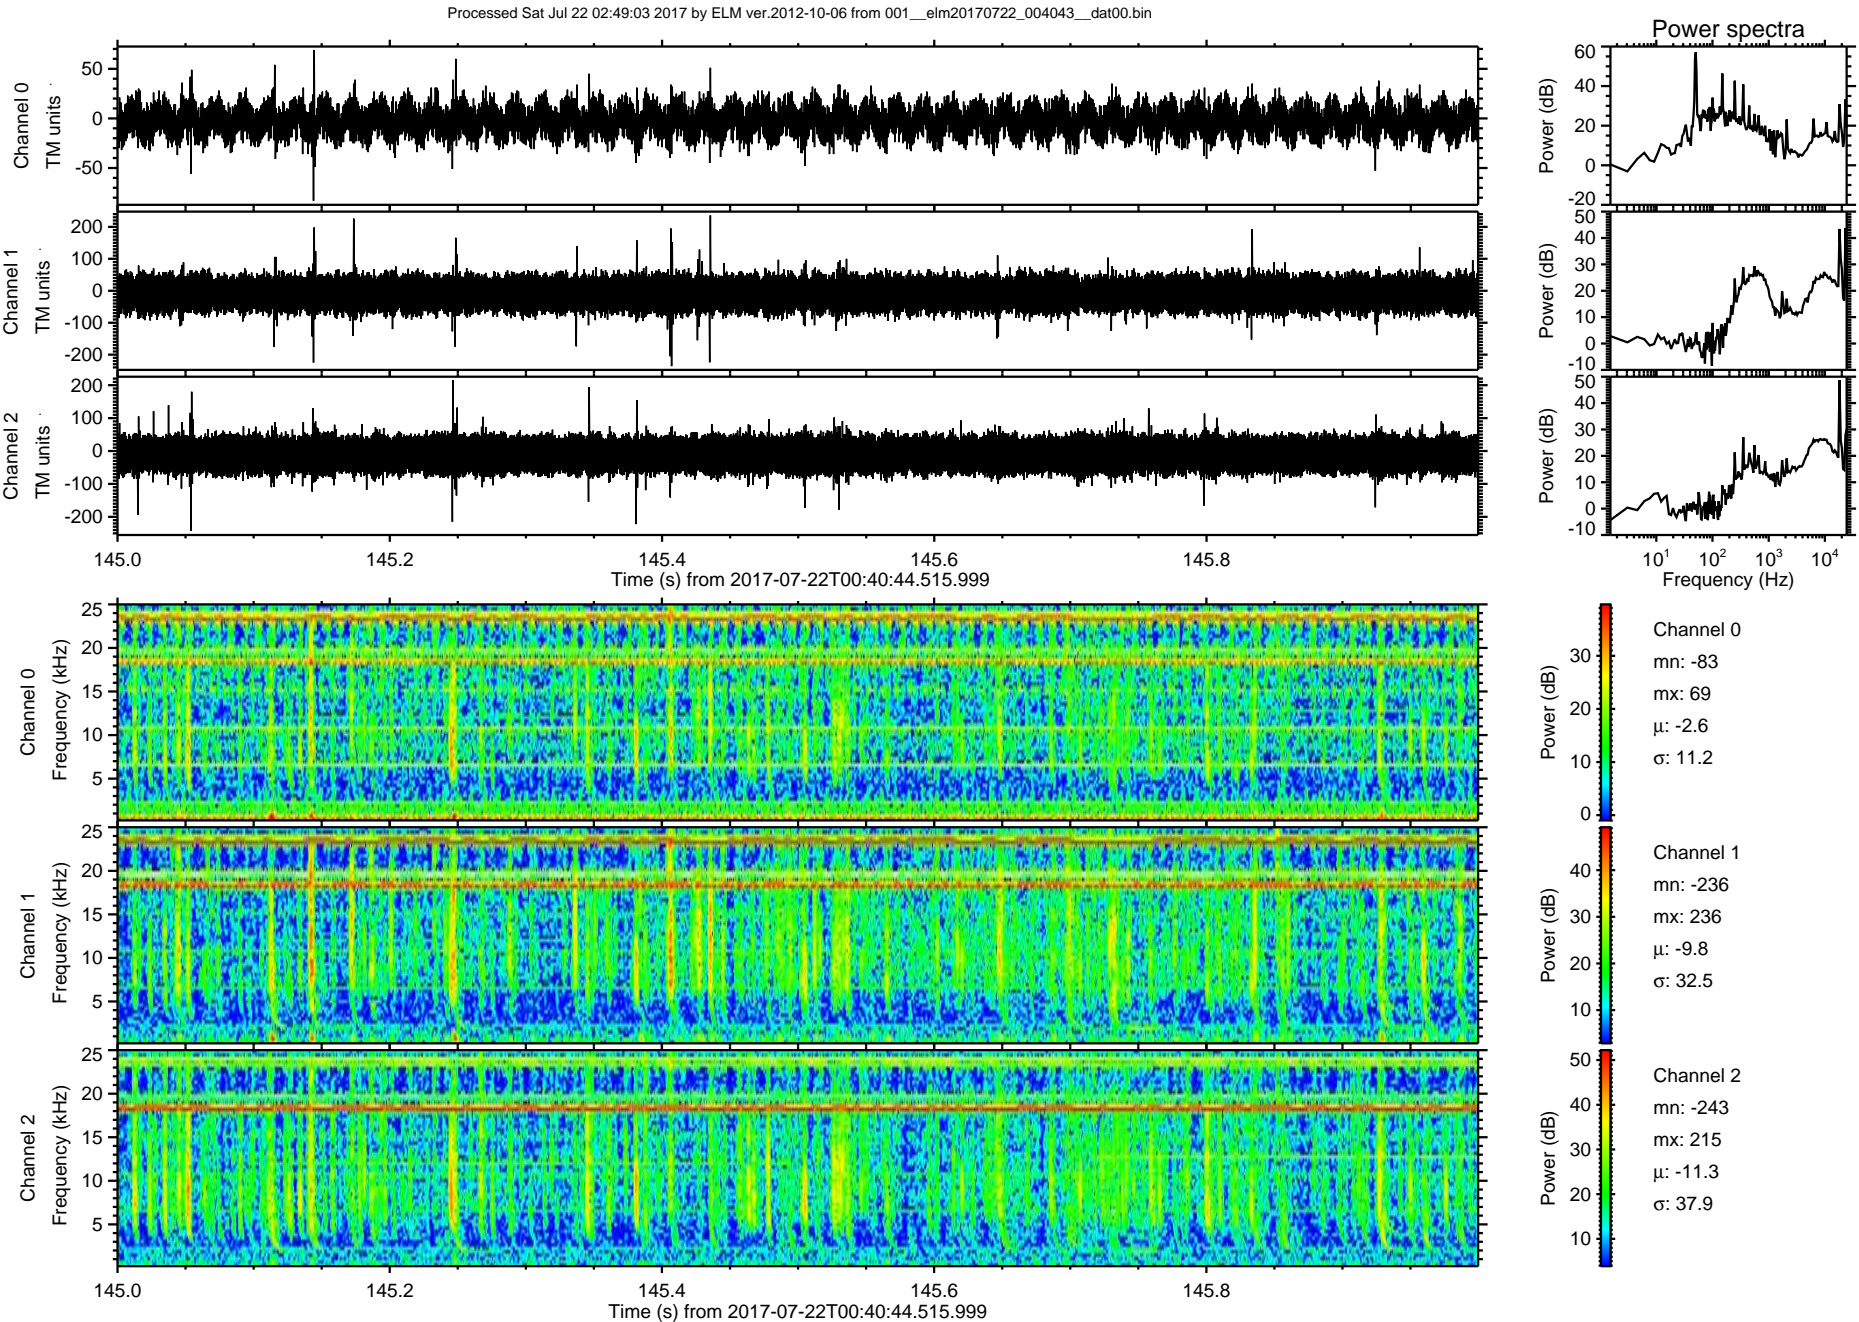 Processed Sat Jul 22 02:49:03 2017 by ELM ver.2012-10-06 from 001__elm20170722_004043__dat00.bin
Power spectra
Channel 0
TM units
50
0
-50
Power (dB)
60
40
20
0
-20
Channel 1
TM units
200
100
0
-100
-200
Power (dB)
50
40
30
20
10
0
-10
Channel 2
TM units
200
100
0
-100
-200
Power (dB)
50
40
30
20
10
0
-10
145.0 145.2 145.4 145.6 145.8
Time (s) from 2017-07-22T00:40:44.515.999
10^1 10^2 10^3 10^4
Frequency (Hz)
Channel 0
Frequency (kHz)
25
20
15
10
5
Power (dB)
30
20
10
0
Channel 0
mn: -83
mx: 69
μ: -2.6
σ: 11.2
Channel 1
Frequency (kHz)
25
20
15
10
5
Power (dB)
40
30
20
10
Channel 1
mn: -236
mx: 236
μ: -9.8
σ: 32.5
Channel 2
Frequency (kHz)
25
20
15
10
5
Power (dB)
50
40
30
20
10
Channel 2
mn: -243
mx: 215
μ: -11.3
σ: 37.9
145.0 145.2 145.4 145.6 145.8
Time (s) from 2017-07-22T00:40:44.515.999